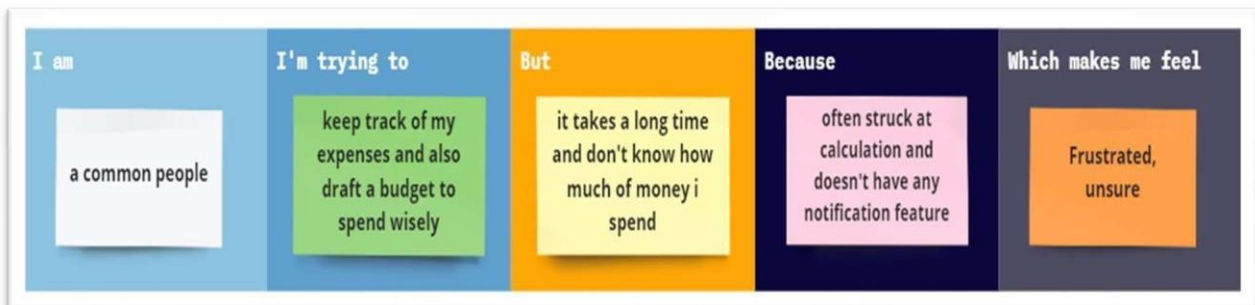 I am
a common people
I'm trying to
keep track of my
expenses and also
draft a budget to
spend wisely
But
it takes a long time
and don't know how
much of money i
spend
Because
often struck at
calculation and
doesn't have any
notification feature
Which makes me feel
Frustrated,
unsure